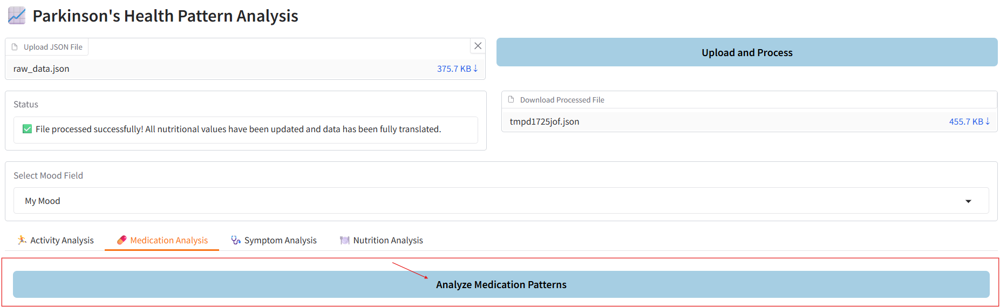 Parkinson's Health Pattern Analysis
Upload JSON File
raw_data.json 375.7 KB ⇣
Upload and Process
Status
✅ File processed successfully! All nutritional values have been updated and data has been fully translated.
Download Processed File
tmpd1725jof.json 455.7 KB ⇣
Select Mood Field
My Mood
Activity Analysis Medication Analysis Symptom Analysis Nutrition Analysis
Analyze Medication Patterns